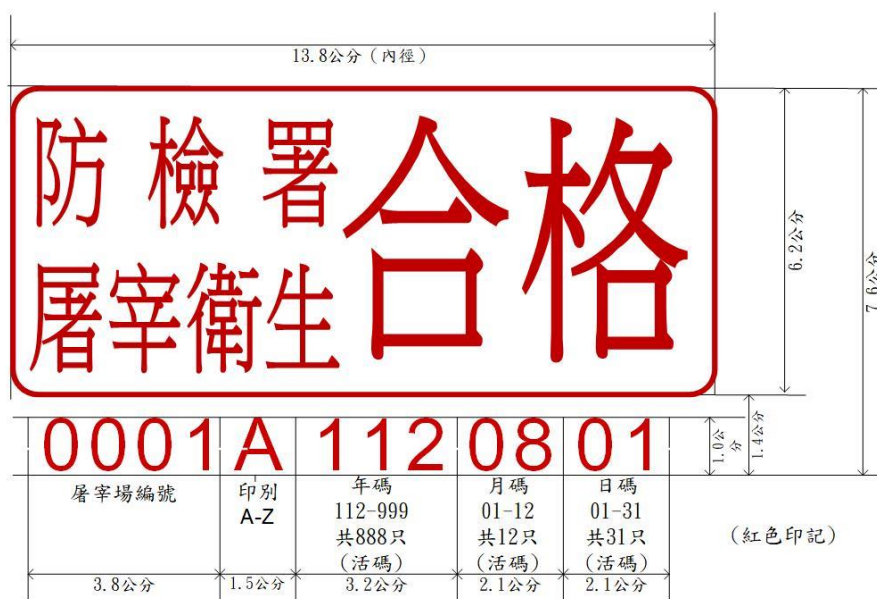 13.8公分（內徑）
防檢署
屠宰衛生
合格
6.2公分
7.6公分
0001A1120801
1.0公分
1.4公分
屠宰場編號
印別
A-Z
年碼
112-999
共888只
(活碼)
月碼
01-12
共12只
(活碼)
日碼
01-31
共31只
(活碼)
(紅色印記)
3.8公分
1.5公分
3.2公分
2.1公分
2.1公分